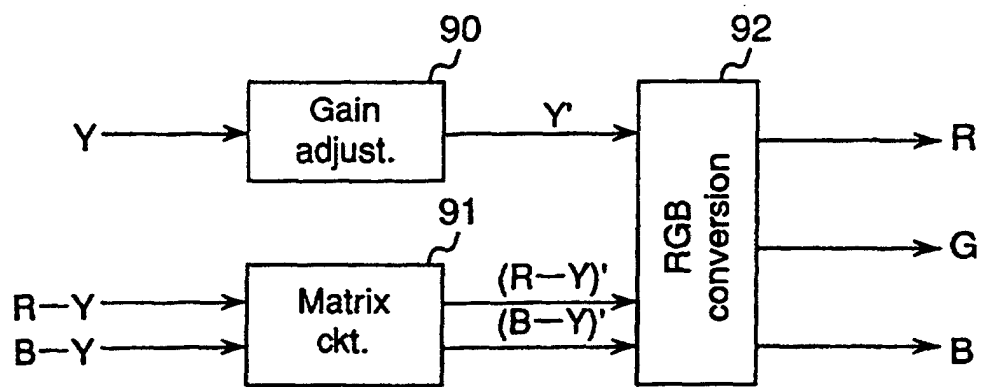 90
92
Y
Gain
adjust.
Y'
R
91
RGB
conversion
G
R—Y
B—Y
Matrix
ckt.
(R—Y)'
(B—Y)'
B